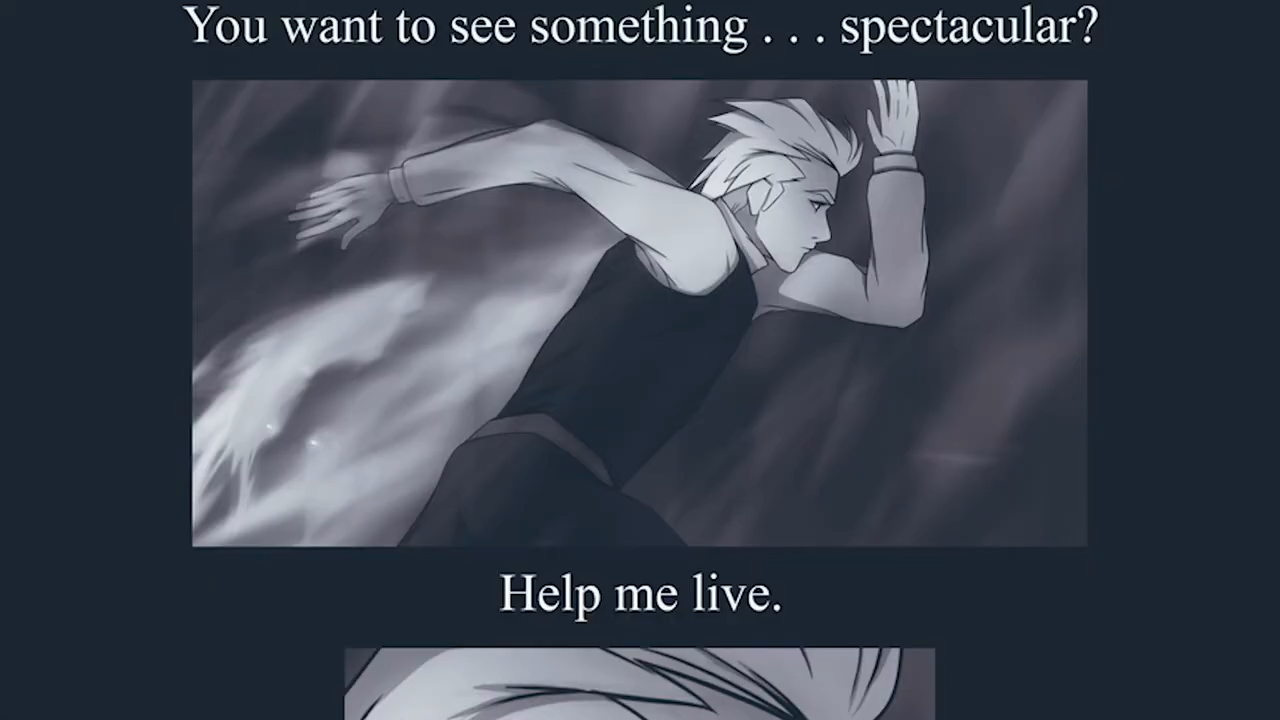 You want to see something . . . spectacular?
Help me live.